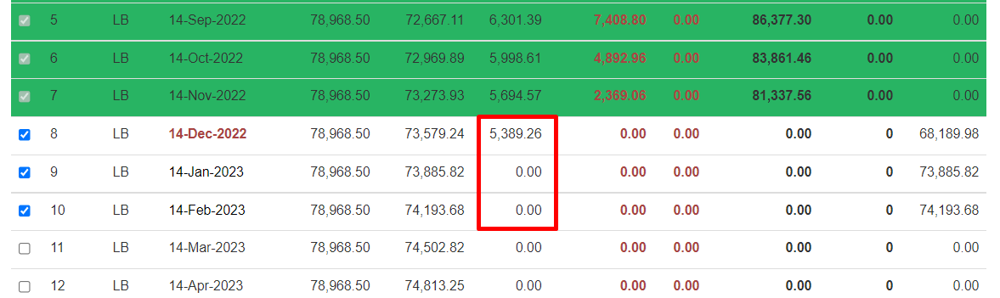 5 LB 14-Sep-2022 78,968.50 72,667.11 6,301.39 7,408.80 0.00 86,377.30 0.00 0.00
6 LB 14-Oct-2022 78,968.50 72,969.89 5,998.61 4,892.96 0.00 83,861.46 0.00 0.00
7 LB 14-Nov-2022 78,968.50 73,273.93 5,694.57 2,369.06 0.00 81,337.56 0.00 0.00
8 LB 14-Dec-2022 78,968.50 73,579.24 5,389.26 0.00 0.00 0.00 0 68,189.98
9 LB 14-Jan-2023 78,968.50 73,885.82 0.00 0.00 0.00 0.00 0 73,885.82
10 LB 14-Feb-2023 78,968.50 74,193.68 0.00 0.00 0.00 0.00 0 74,193.68
11 LB 14-Mar-2023 78,968.50 74,502.82 0.00 0.00 0.00 0.00 0 0.00
12 LB 14-Apr-2023 78,968.50 74,813.25 0.00 0.00 0.00 0.00 0 0.00